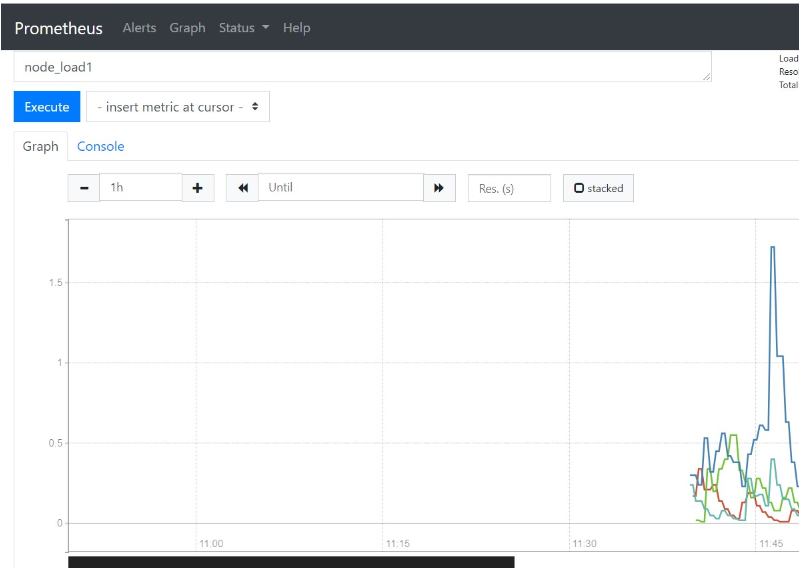 Prometheus Alerts Graph Status Help
node_load1
Load
Reso
Total
Execute - insert metric at cursor -
Graph Console
1h Until Res. (s) stacked
1.5
1
0.5
0
11:00 11:15 11:30 11:45